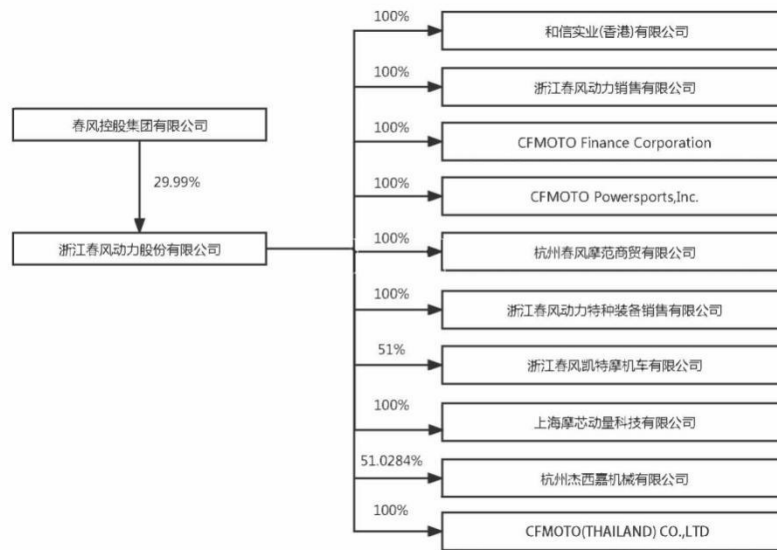 100%
和信实业(香港)有限公司
100%
浙江春风动力销售有限公司
春风控股集团有限公司
100%
CFMOTO Finance Corporation
29.99%
100%
CFMOTO Powersports,Inc.
浙江春风动力股份有限公司
100%
杭州春风摩范商贸有限公司
100%
浙江春风动力特种装备销售有限公司
51%
浙江春风凯特摩机车有限公司
100%
上海摩芯动量科技有限公司
51.0284%
杭州杰西嘉机械有限公司
100%
CFMOTO(THAILAND) CO.,LTD